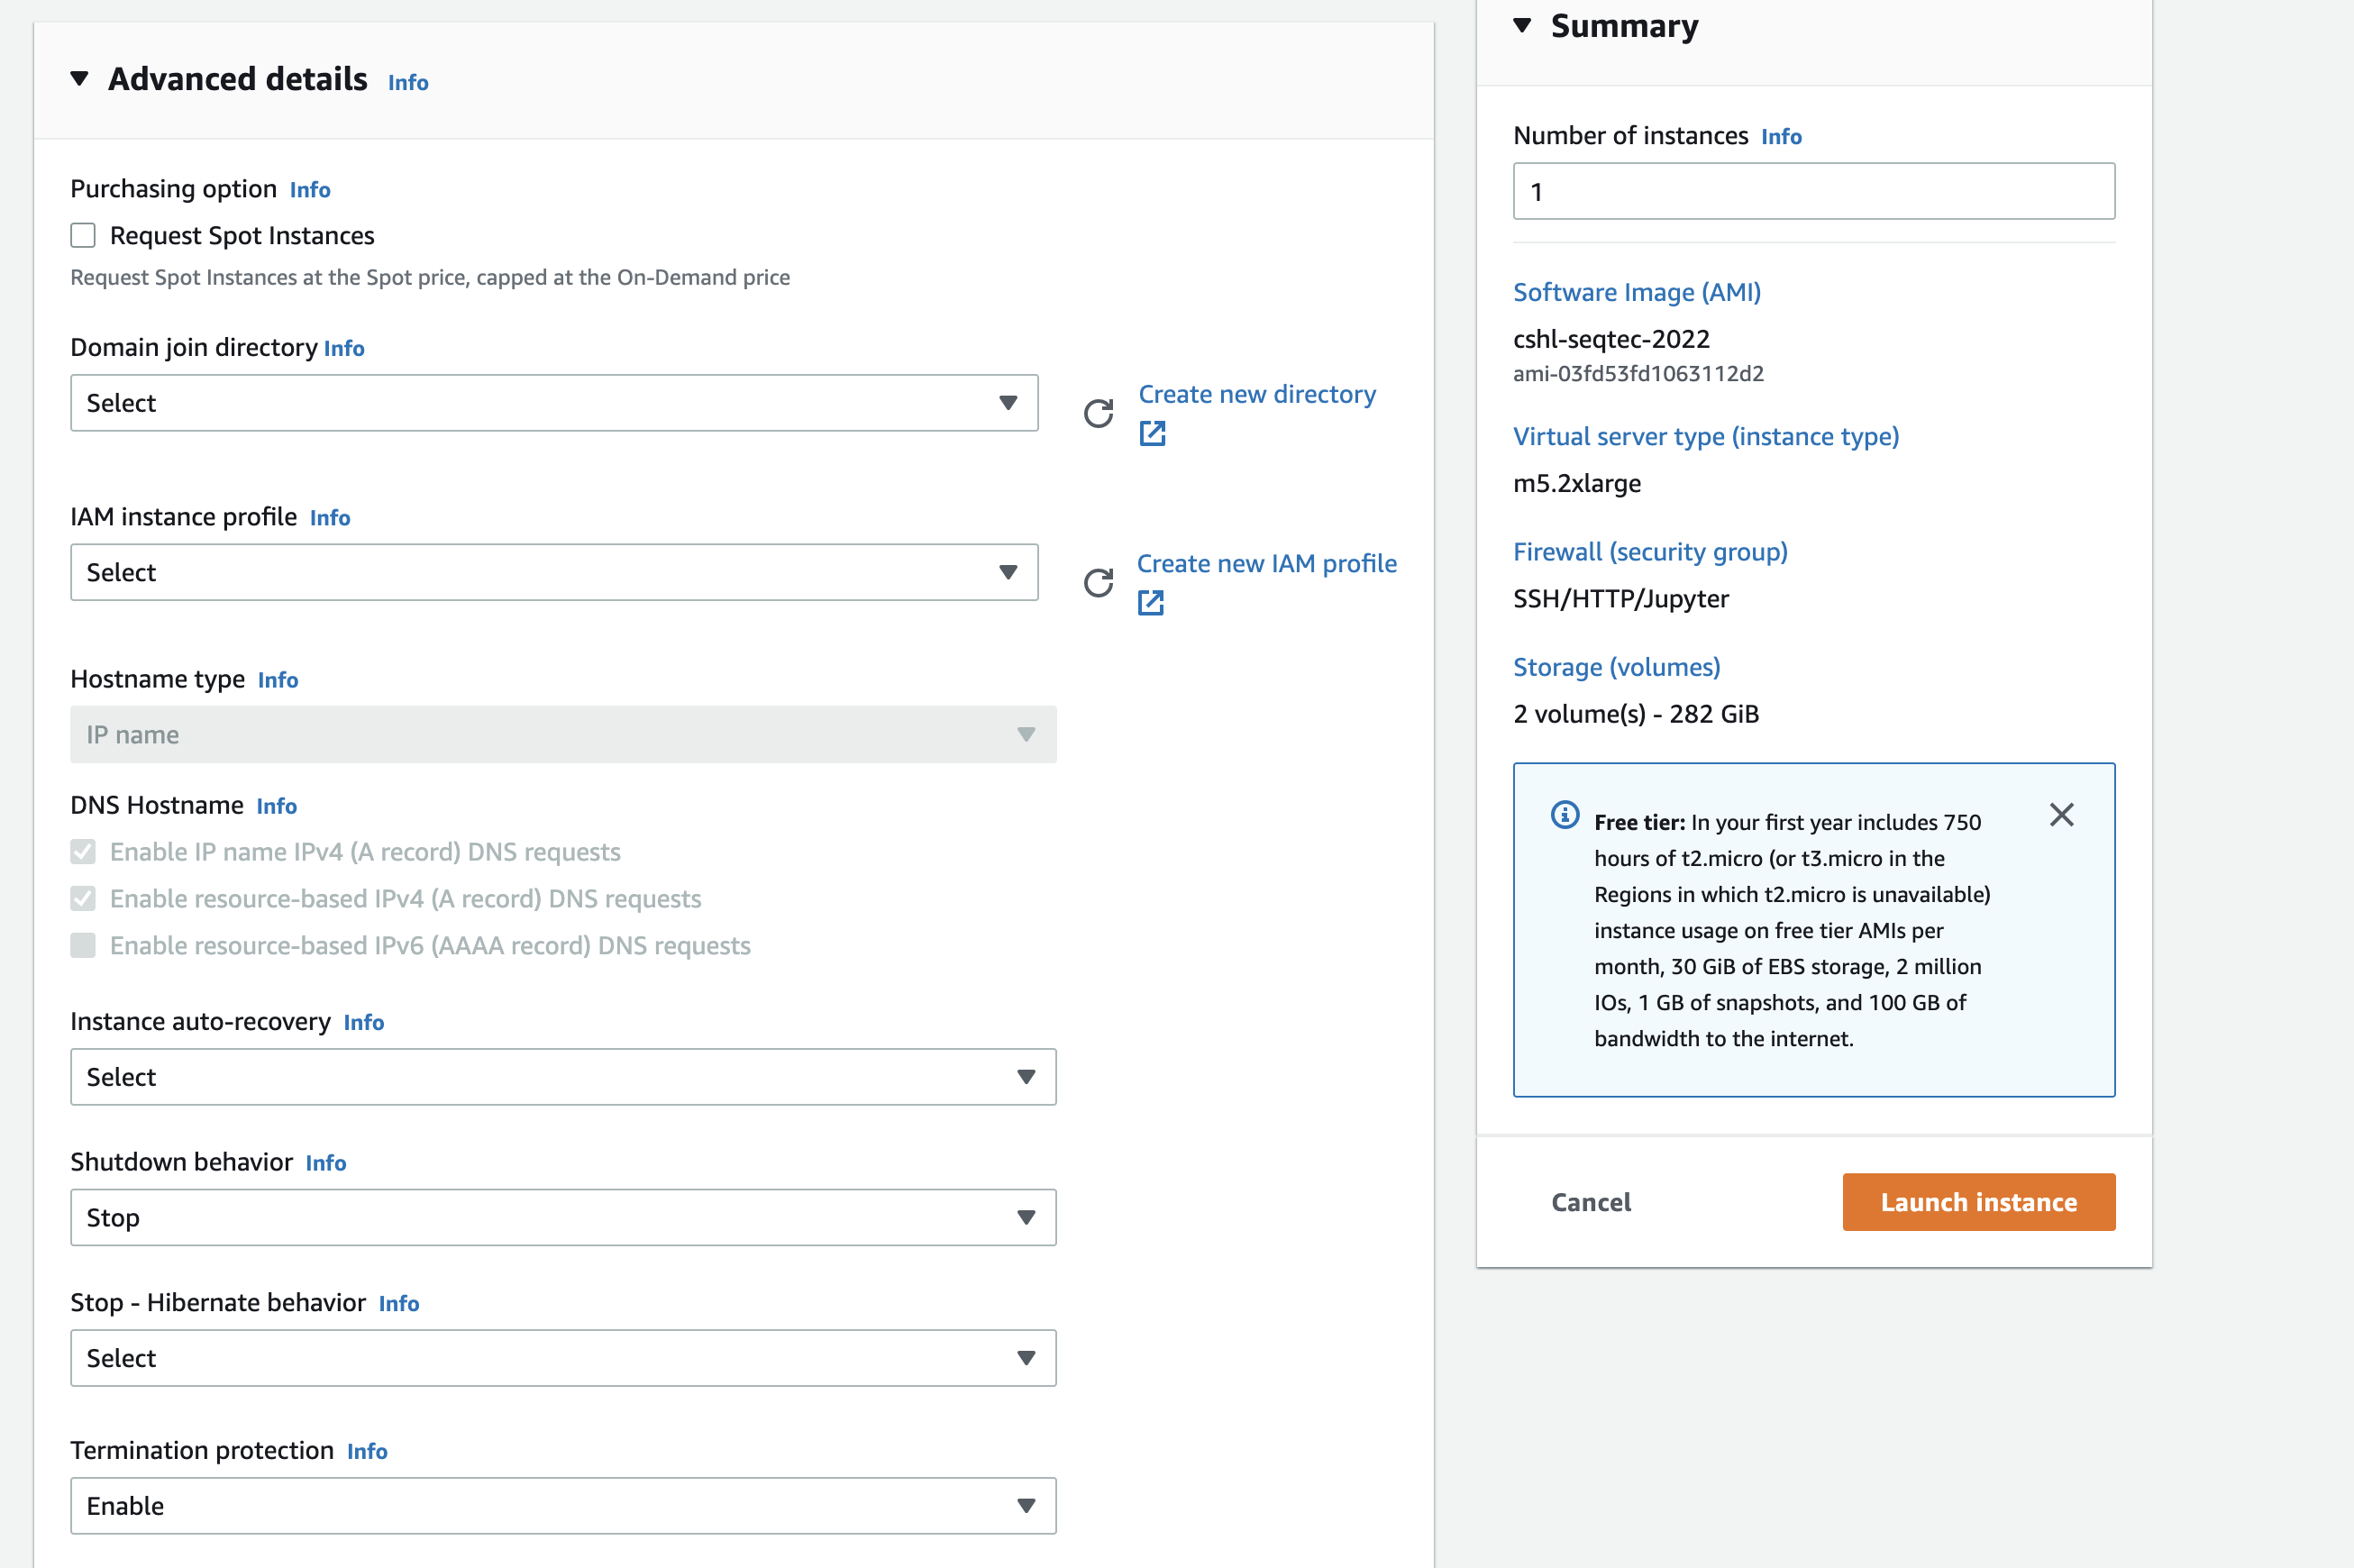 Advanced details Info
Purchasing option Info
Request Spot Instances
Request Spot Instances at the Spot price, capped at the On-Demand price
Domain join directory Info
Select
Create new directory
IAM instance profile Info
Select
Create new IAM profile
Hostname type Info
IP name
DNS Hostname Info
Enable IP name IPv4 (A record) DNS requests
Enable resource-based IPv4 (A record) DNS requests
Enable resource-based IPv6 (AAAA record) DNS requests
Instance auto-recovery Info
Select
Shutdown behavior Info
Stop
Stop - Hibernate behavior Info
Select
Termination protection Info
Enable
Summary
Number of instances Info
1
Software Image (AMI)
cshl-seqtec-2022
ami-03fd53fd1063112d2
Virtual server type (instance type)
m5.2xlarge
Firewall (security group)
SSH/HTTP/Jupyter
Storage (volumes)
2 volume(s) - 282 GiB
Free tier: In your first year includes 750
hours of t2.micro (or t3.micro in the
Regions in which t2.micro is unavailable)
instance usage on free tier AMIs per
month, 30 GiB of EBS storage, 2 million
IOs, 1 GB of snapshots, and 100 GB of
bandwidth to the internet.
Cancel
Launch instance